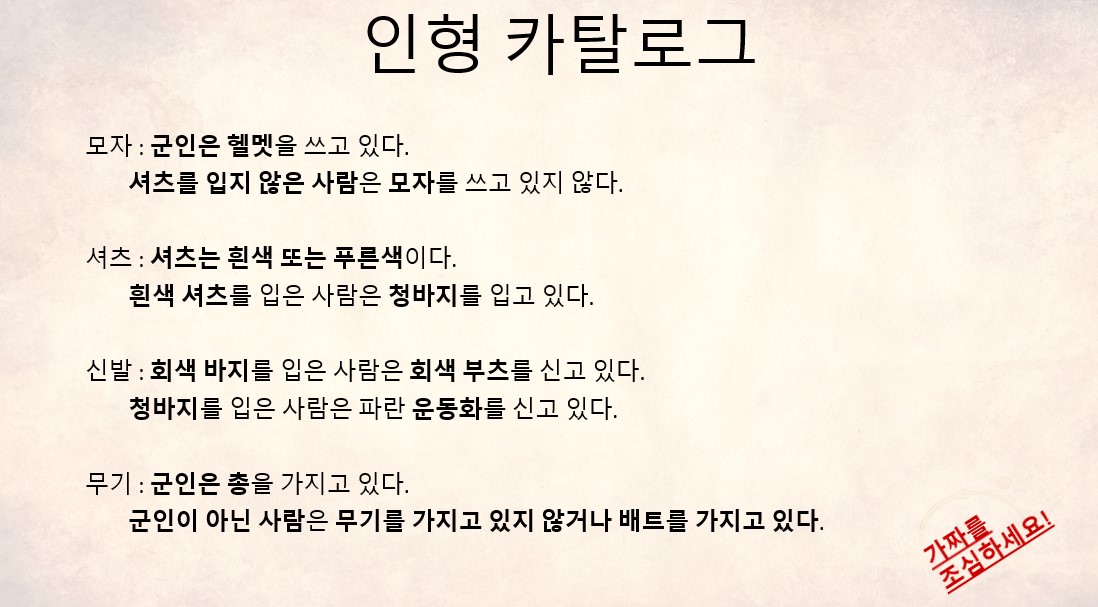 인형 카탈로그
모자 : 군인은 헬멧을 쓰고 있다.
셔츠를 입지 않은 사람은 모자를 쓰고 있지 않다.
셔츠 : 셔츠는 흰색 또는 푸른색이다.
흰색 셔츠를 입은 사람은 청바지를 입고 있다.
신발 : 회색 바지를 입은 사람은 회색 부츠를 신고 있다.
청바지를 입은 사람은 파란 운동화를 신고 있다.
무기 : 군인은 총을 가지고 있다.
군인이 아닌 사람은 무기를 가지고 있지 않거나 배트를 가지고 있다.
가짜를
조심하세요!